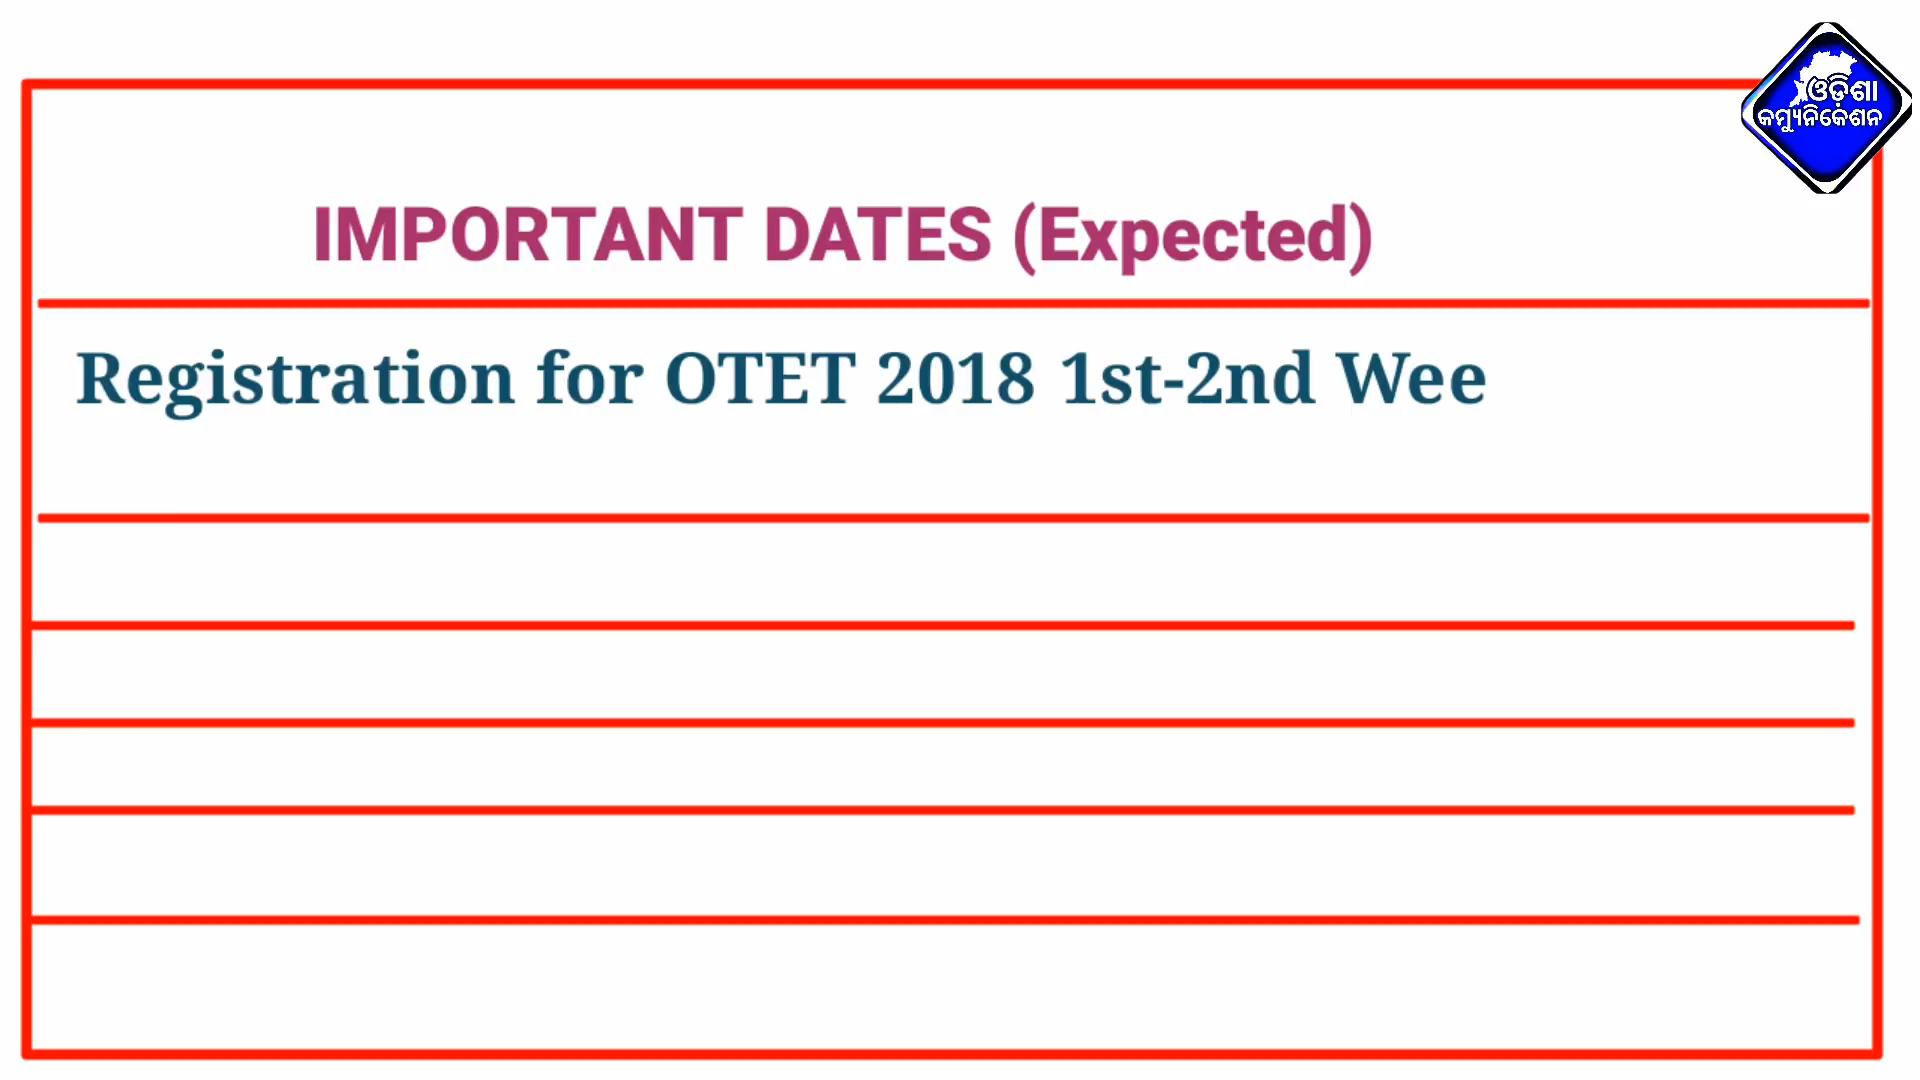 ଓଡ଼ିଶା
କମ୍ୟୁନିକେଶନ
IMPORTANT DATES (Expected)
Registration for OTET 2018 1st-2nd Wee